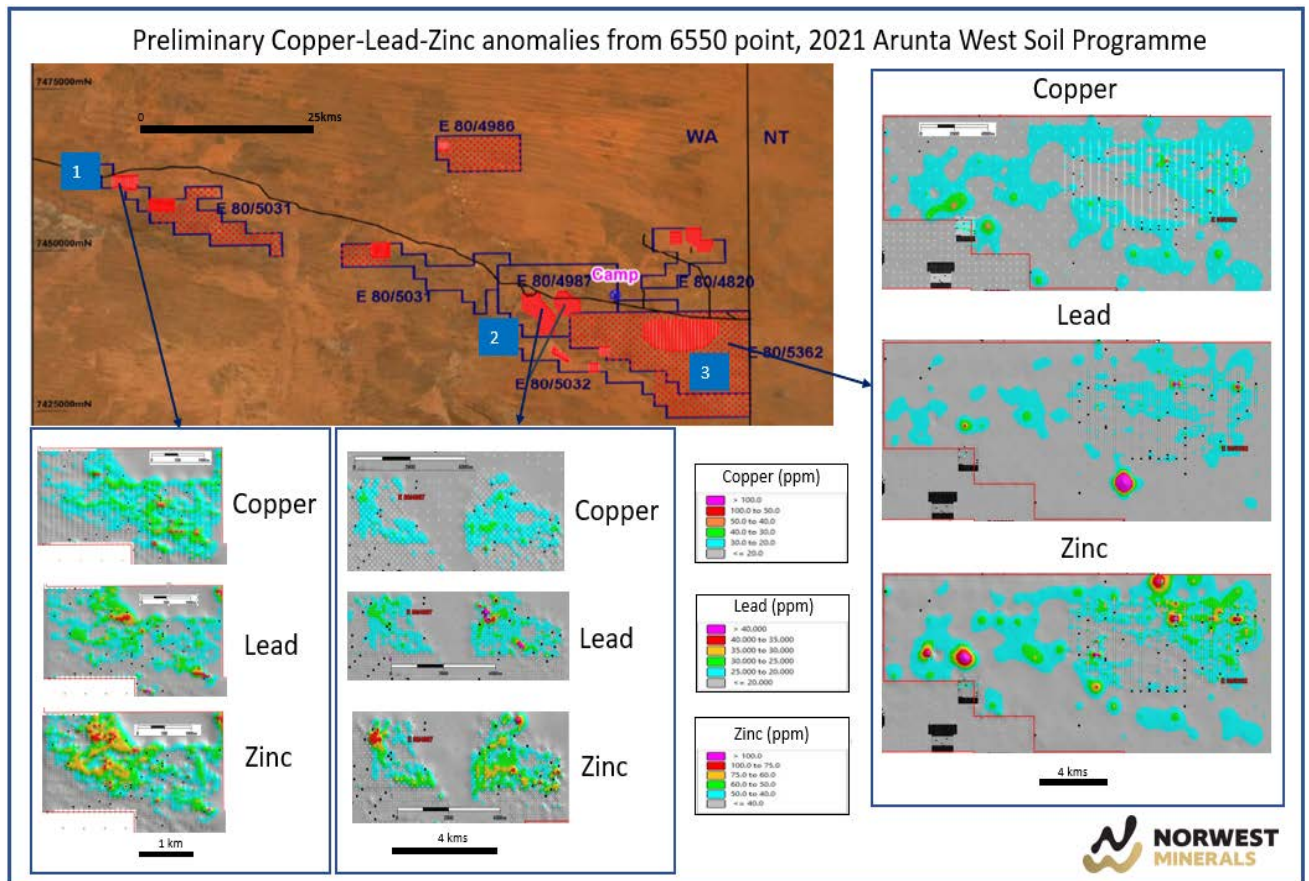 Preliminary Copper-Lead-Zinc anomalies from 6550 point, 2021 Arunta West Soil Programme
7475000mN
0
25kms
E 80/4986
WA
NT
1
E 80/5031
7450000mN
Camp
E 80/4987
E 80/4820
E 80/5031
2
E 80/5362
3
E 80/5032
7425000mN
Copper
Lead
Zinc
1 km
Copper
Lead
Zinc
4 kms
Copper (ppm)
> 100.0
100.0 to 50.0
50.0 to 40.0
40.0 to 30.0
30.0 to 20.0
<= 20.0
Lead (ppm)
> 40.000
40.000 to 35.000
35.000 to 30.000
30.000 to 25.000
25.000 to 20.000
<= 20.000
Zinc (ppm)
> 100.0
100.0 to 75.0
75.0 to 60.0
60.0 to 50.0
50.0 to 40.0
<= 40.0
Copper
Lead
Zinc
4 kms
NORWEST
MINERALS